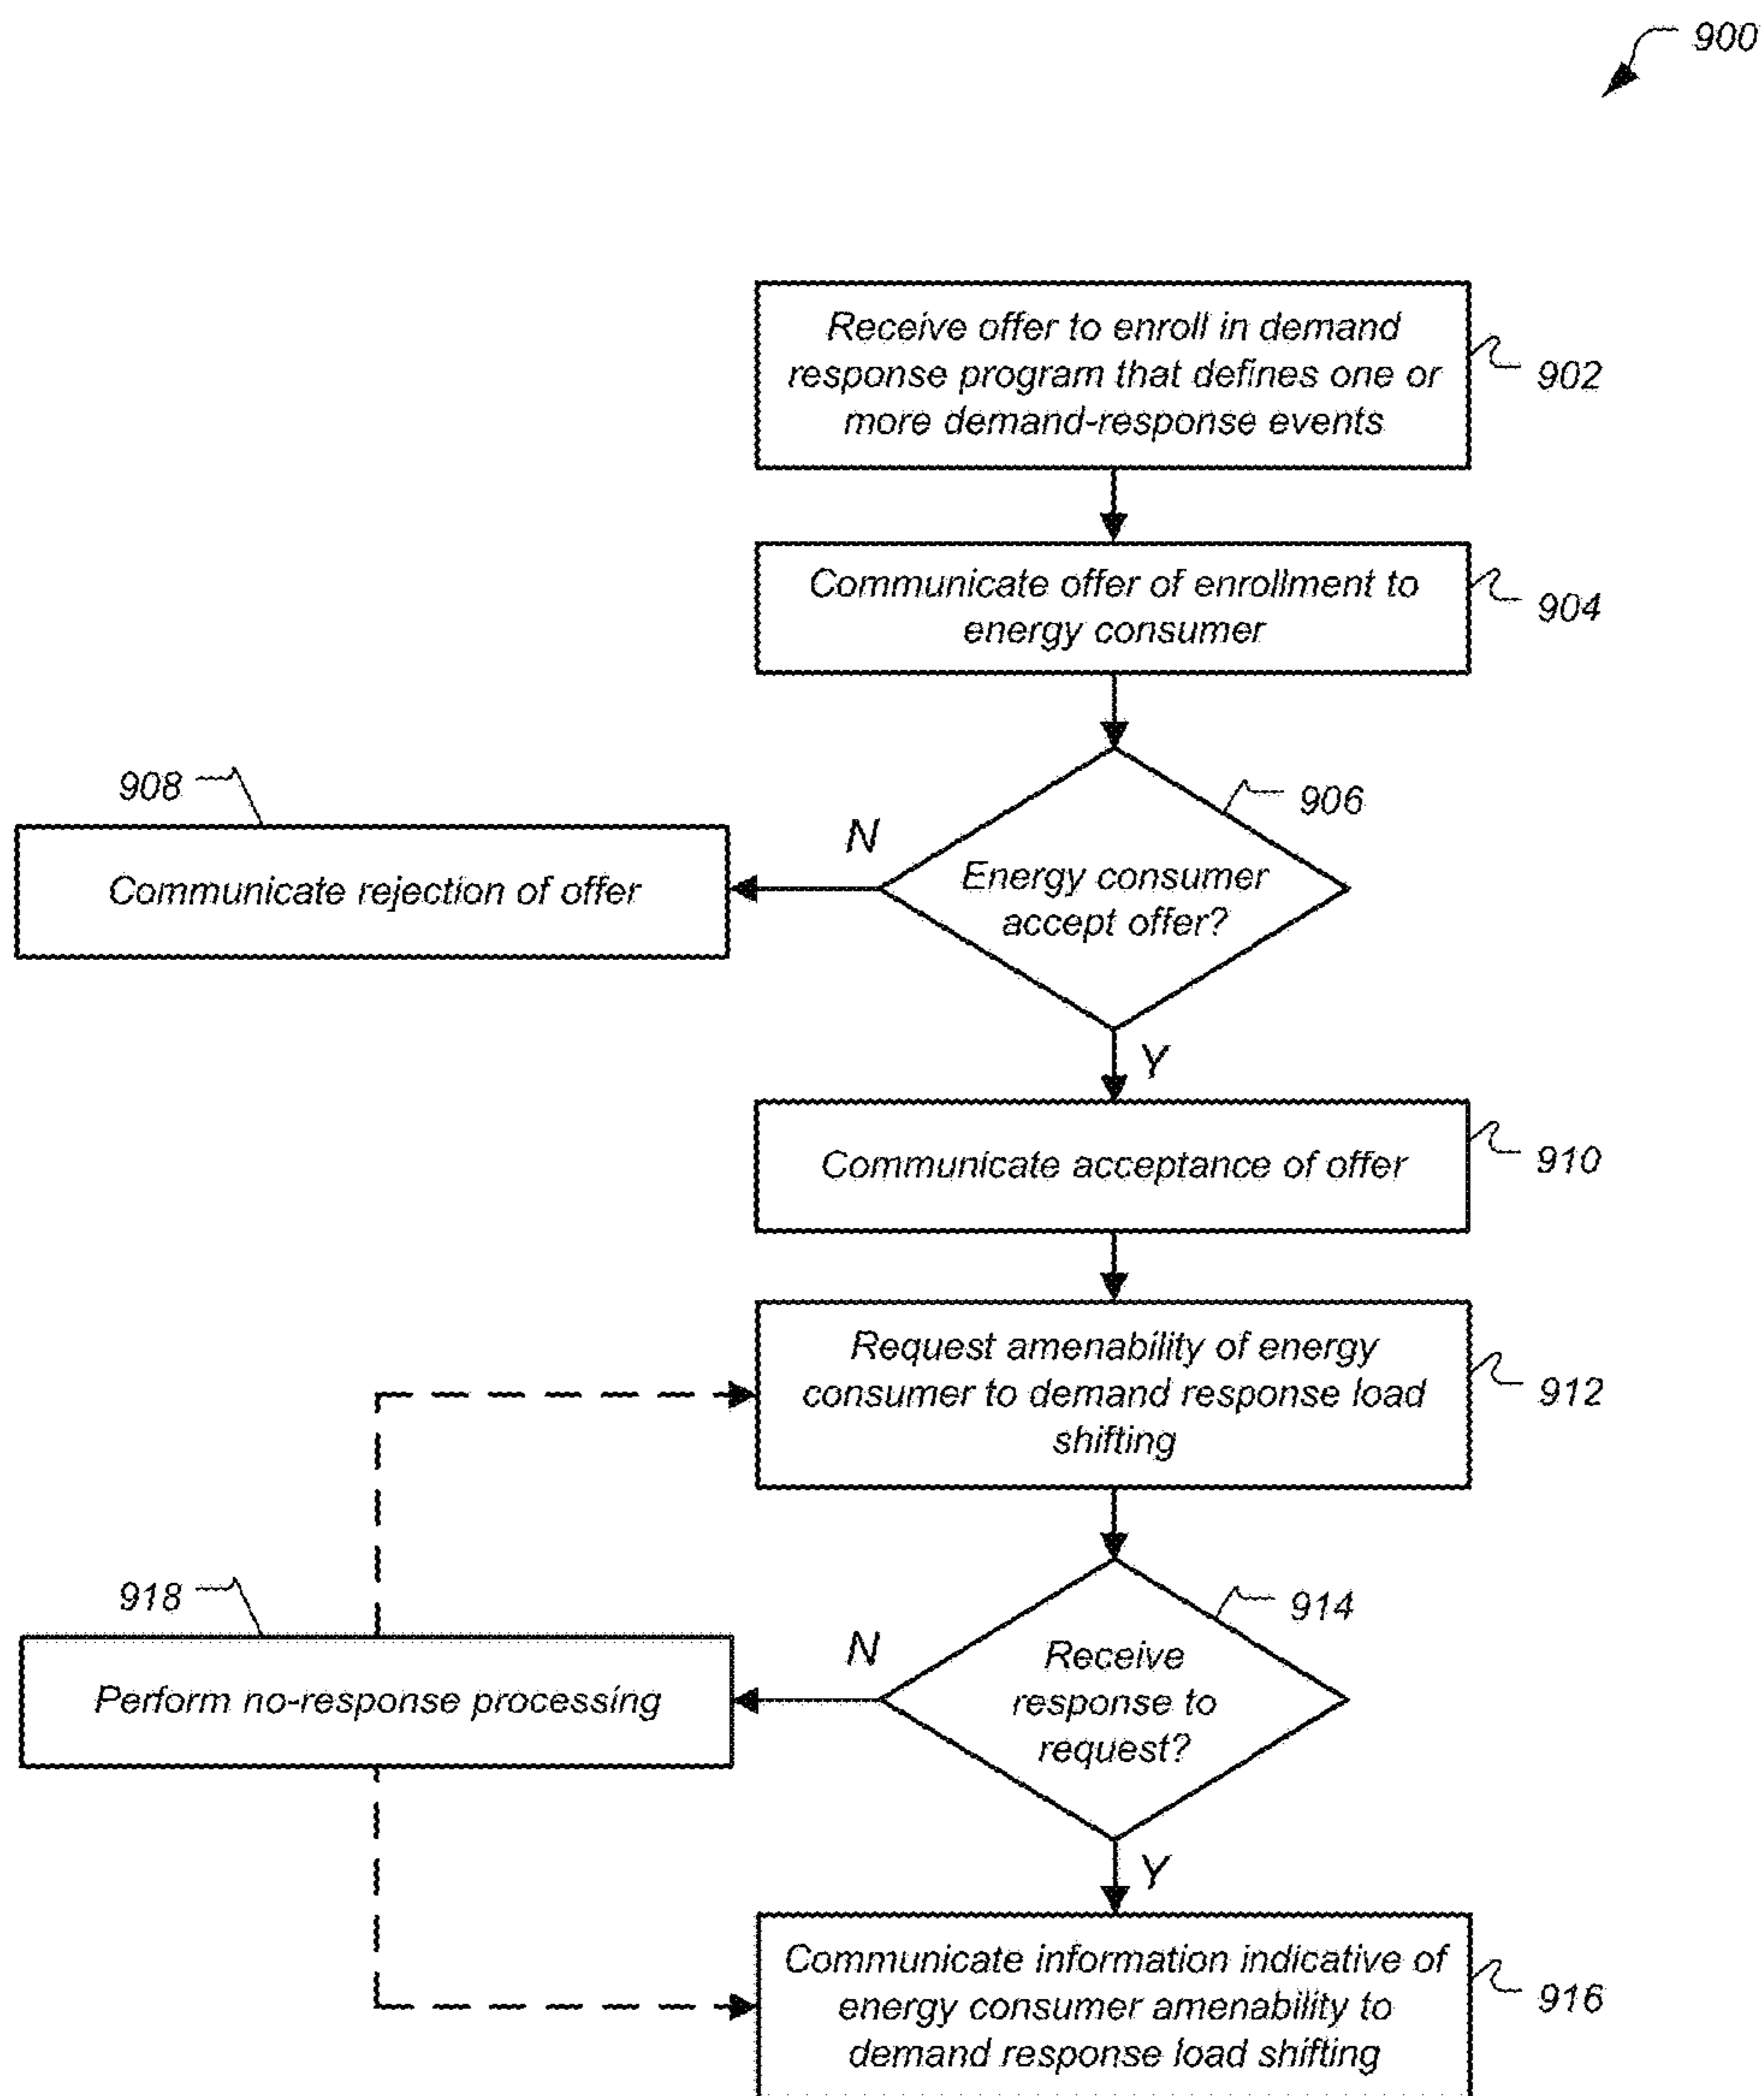 900
Receive offer to enroll in demand
response program that defines one or
more demand-response events
902
Communicate offer of enrollment to
energy consumer
904
908
906
N
Energy consumer
accept offer?
Communicate rejection of offer
Y
Communicate acceptance of offer
910
Request amenability of energy
consumer to demand response load
shifting
912
918
914
N
Receive
response to
request?
Perform no-response processing
Y
Communicate information indicative of
energy consumer amenability to
demand response load shifting
916